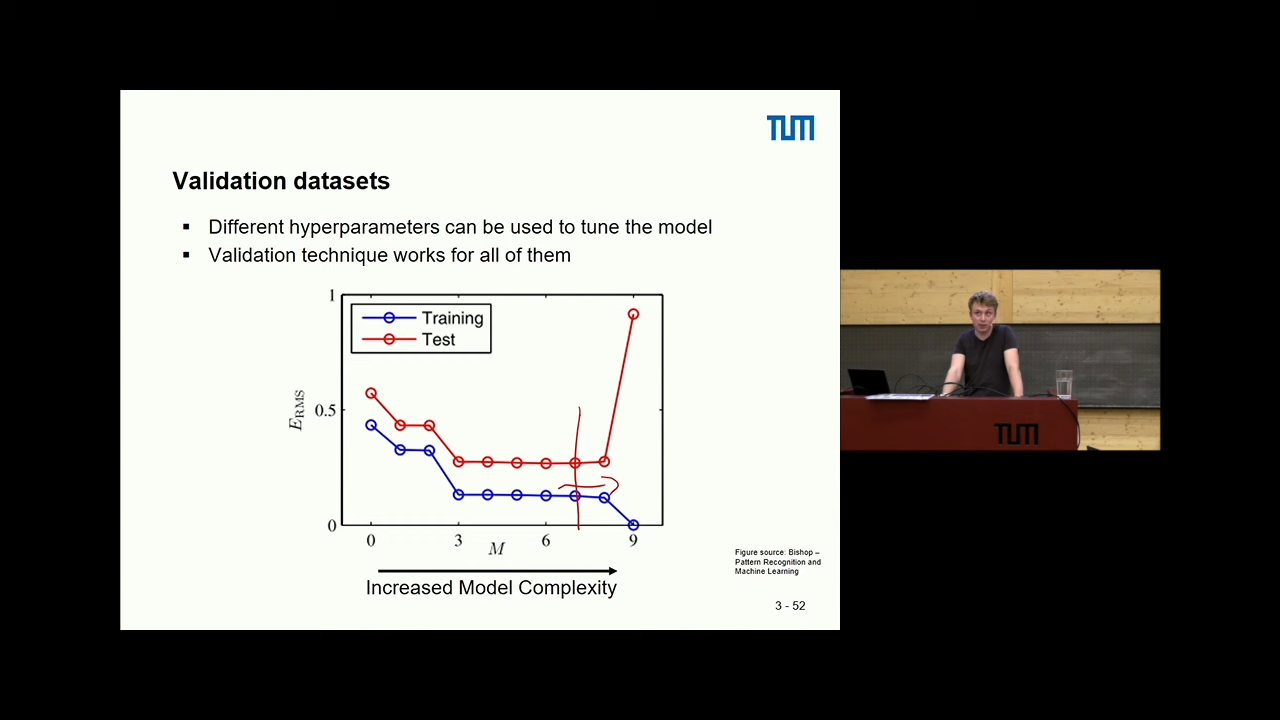 TUM
Validation datasets
▪ Different hyperparameters can be used to tune the model
▪ Validation technique works for all of them
1
Training
Test
0.5
E_RMS
0
0 3 6 9
M
Increased Model Complexity
Figure source: Bishop –
Pattern Recognition and
Machine Learning
3 - 52
TUM